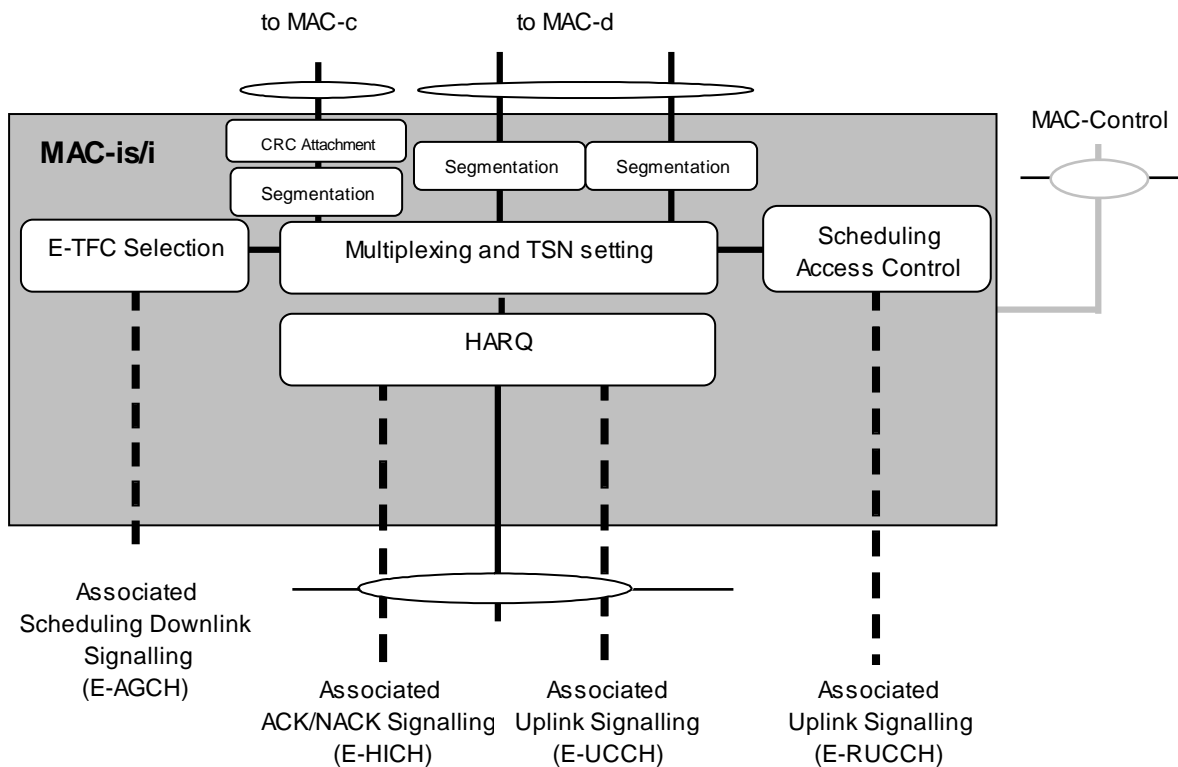 to MAC-c
to MAC-d
MAC-Control
MAC-is/i
CRC Attachment
Segmentation
Segmentation
Segmentation
E-TFC Selection
Multiplexing and TSN setting
Scheduling
Access Control
HARQ
Associated
Scheduling Downlink
Signalling
(E-AGCH)
Associated
ACK/NACK Signalling
(E-HICH)
Associated
Uplink Signalling
(E-UCCH)
Associated
Uplink Signalling
(E-RUCCH)